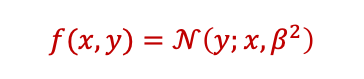 f(x, y) = 𝒩(y; x, β²)